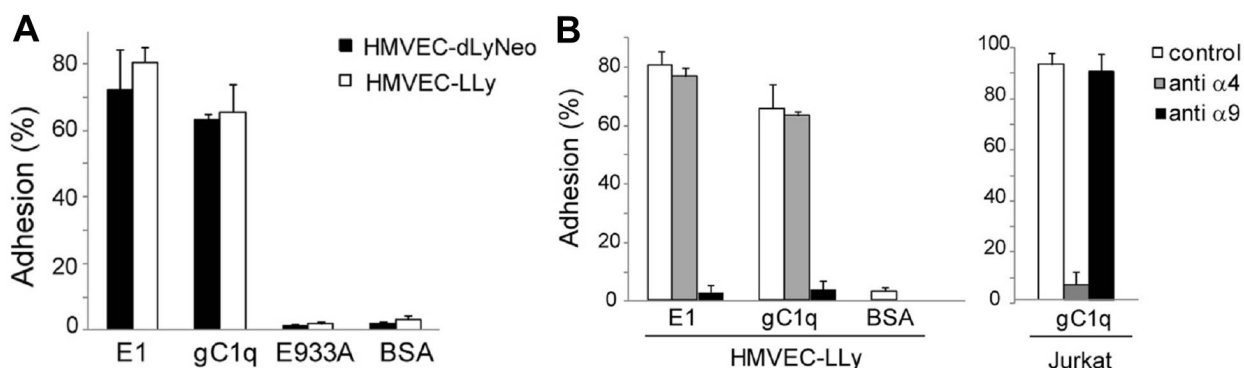 A
Adhesion (%)
80
60
40
20
0
E1 gC1q E933A BSA
HMVEC-dLyNeo
HMVEC-LLy
B
Adhesion (%)
80
60
40
20
0
E1 gC1q BSA
HMVEC-LLy
100
80
60
40
20
0
gC1q
Jurkat
control
anti α4
anti α9